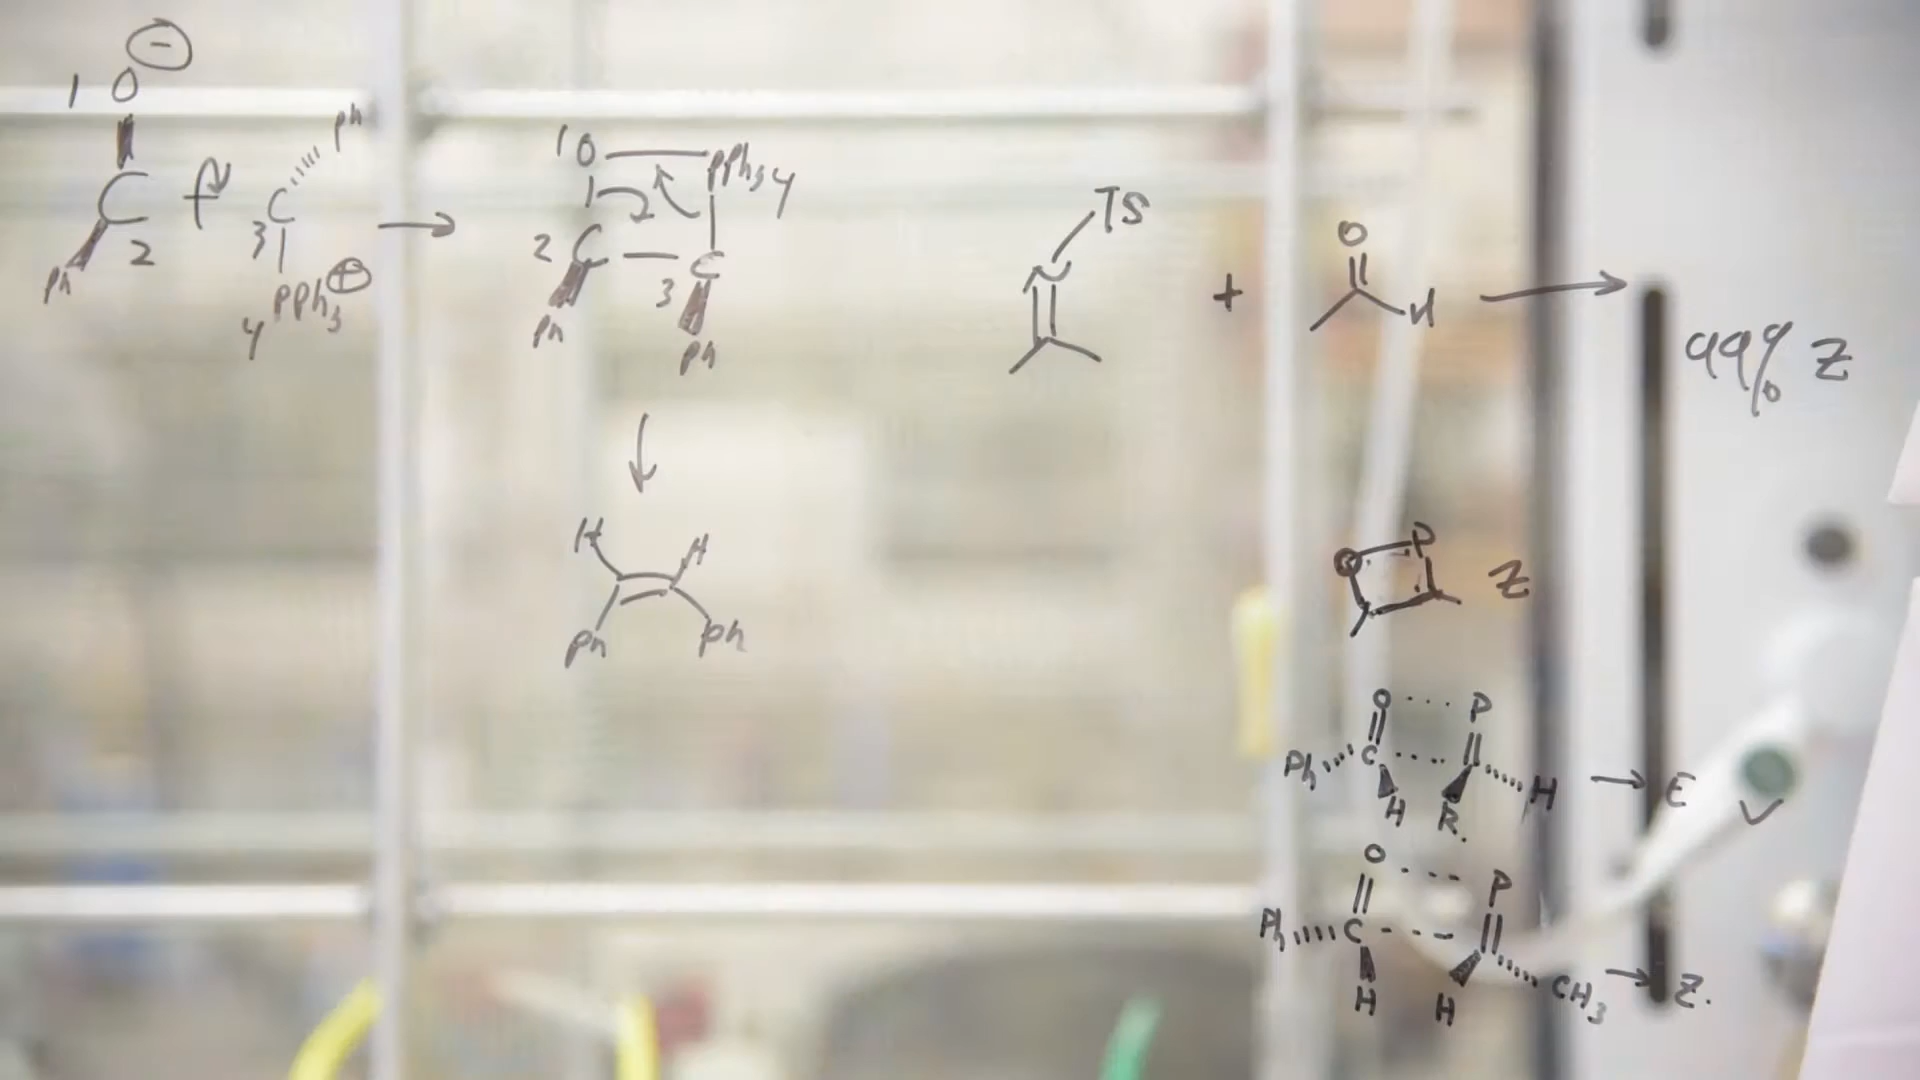 ⊖
1 O
C 2
Ph
+
Ph
3 C
PPh3 ⊕
4
→
1 O PPh3 4
2 C C
3
Ph
Ph
↓
H H
Ph Ph
TS
N
+
O
H
→
99% Z
O P Z
O P
Ph C H R H → E
O P
Ph C H H CH3 → Z.